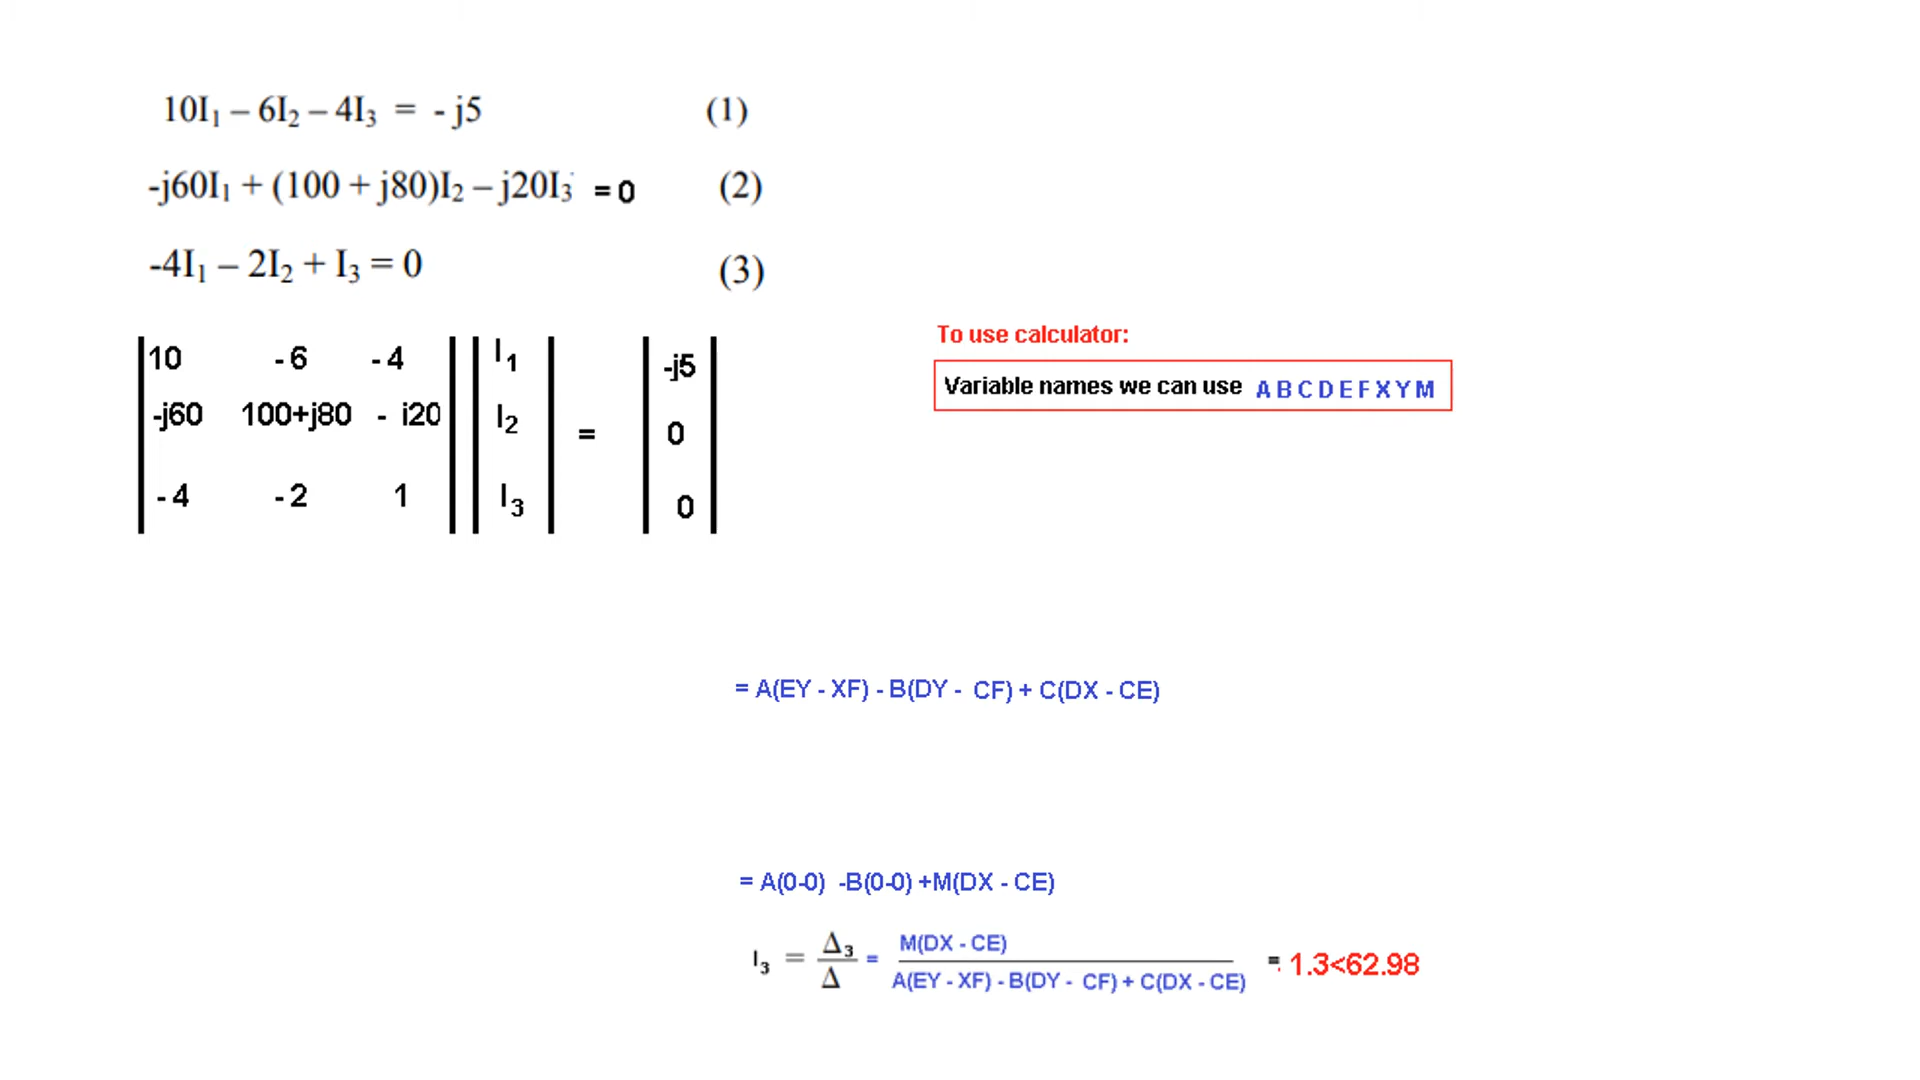 10I₁ – 6I₂ – 4I₃ = - j5 (1)
-j60I₁ + (100 + j80)I₂ – j20I₃ = 0 (2)
-4I₁ – 2I₂ + I₃ = 0 (3)
To use calculator:
Variable names we can use A B C D E F X Y M
10 - 6 - 4 I₁ -j5
-j60 100+j80 - i20 I₂ = 0
- 4 - 2 1 I₃ 0
= A(EY - XF) - B(DY - CF) + C(DX - CE)
= A(0-0) -B(0-0) +M(DX - CE)
I₃ = Δ₃ / Δ = M(DX - CE) / A(EY - XF) - B(DY - CF) + C(DX - CE) = 1.3<62.98